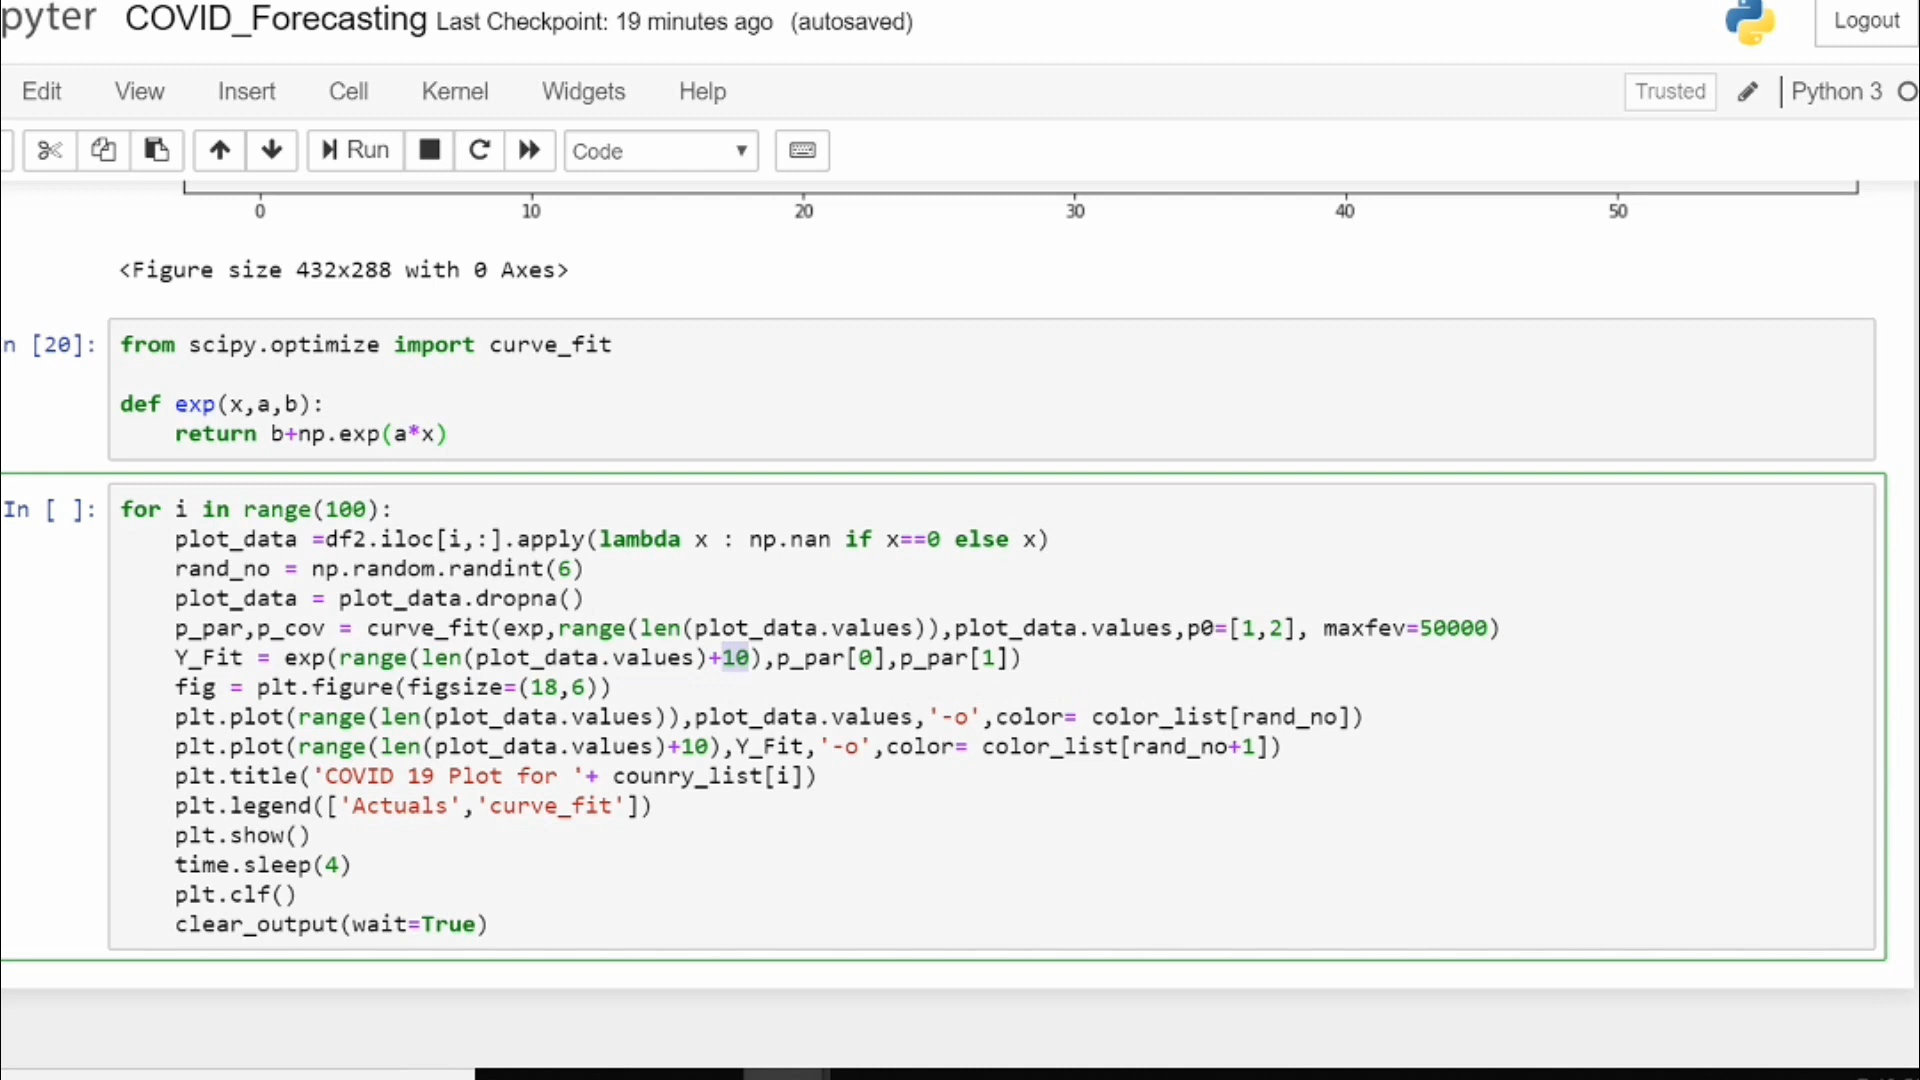 pyter COVID_Forecasting Last Checkpoint: 19 minutes ago (autosaved) Logout
Edit View Insert Cell Kernel Widgets Help Trusted Python 3
Run Code
0 10 20 30 40 50
<Figure size 432x288 with 0 Axes>
n [20]: from scipy.optimize import curve_fit
def exp(x,a,b):
    return b+np.exp(a*x)
In [ ]: for i in range(100):
    plot_data =df2.iloc[i,:].apply(lambda x : np.nan if x==0 else x)
    rand_no = np.random.randint(6)
    plot_data = plot_data.dropna()
    p_par,p_cov = curve_fit(exp,range(len(plot_data.values)),plot_data.values,p0=[1,2], maxfev=50000)
    Y_Fit = exp(range(len(plot_data.values)+10),p_par[0],p_par[1])
    fig = plt.figure(figsize=(18,6))
    plt.plot(range(len(plot_data.values)),plot_data.values,'-o',color= color_list[rand_no])
    plt.plot(range(len(plot_data.values)+10),Y_Fit,'-o',color= color_list[rand_no+1])
    plt.title('COVID 19 Plot for '+ counry_list[i])
    plt.legend(['Actuals','curve_fit'])
    plt.show()
    time.sleep(4)
    plt.clf()
    clear_output(wait=True)